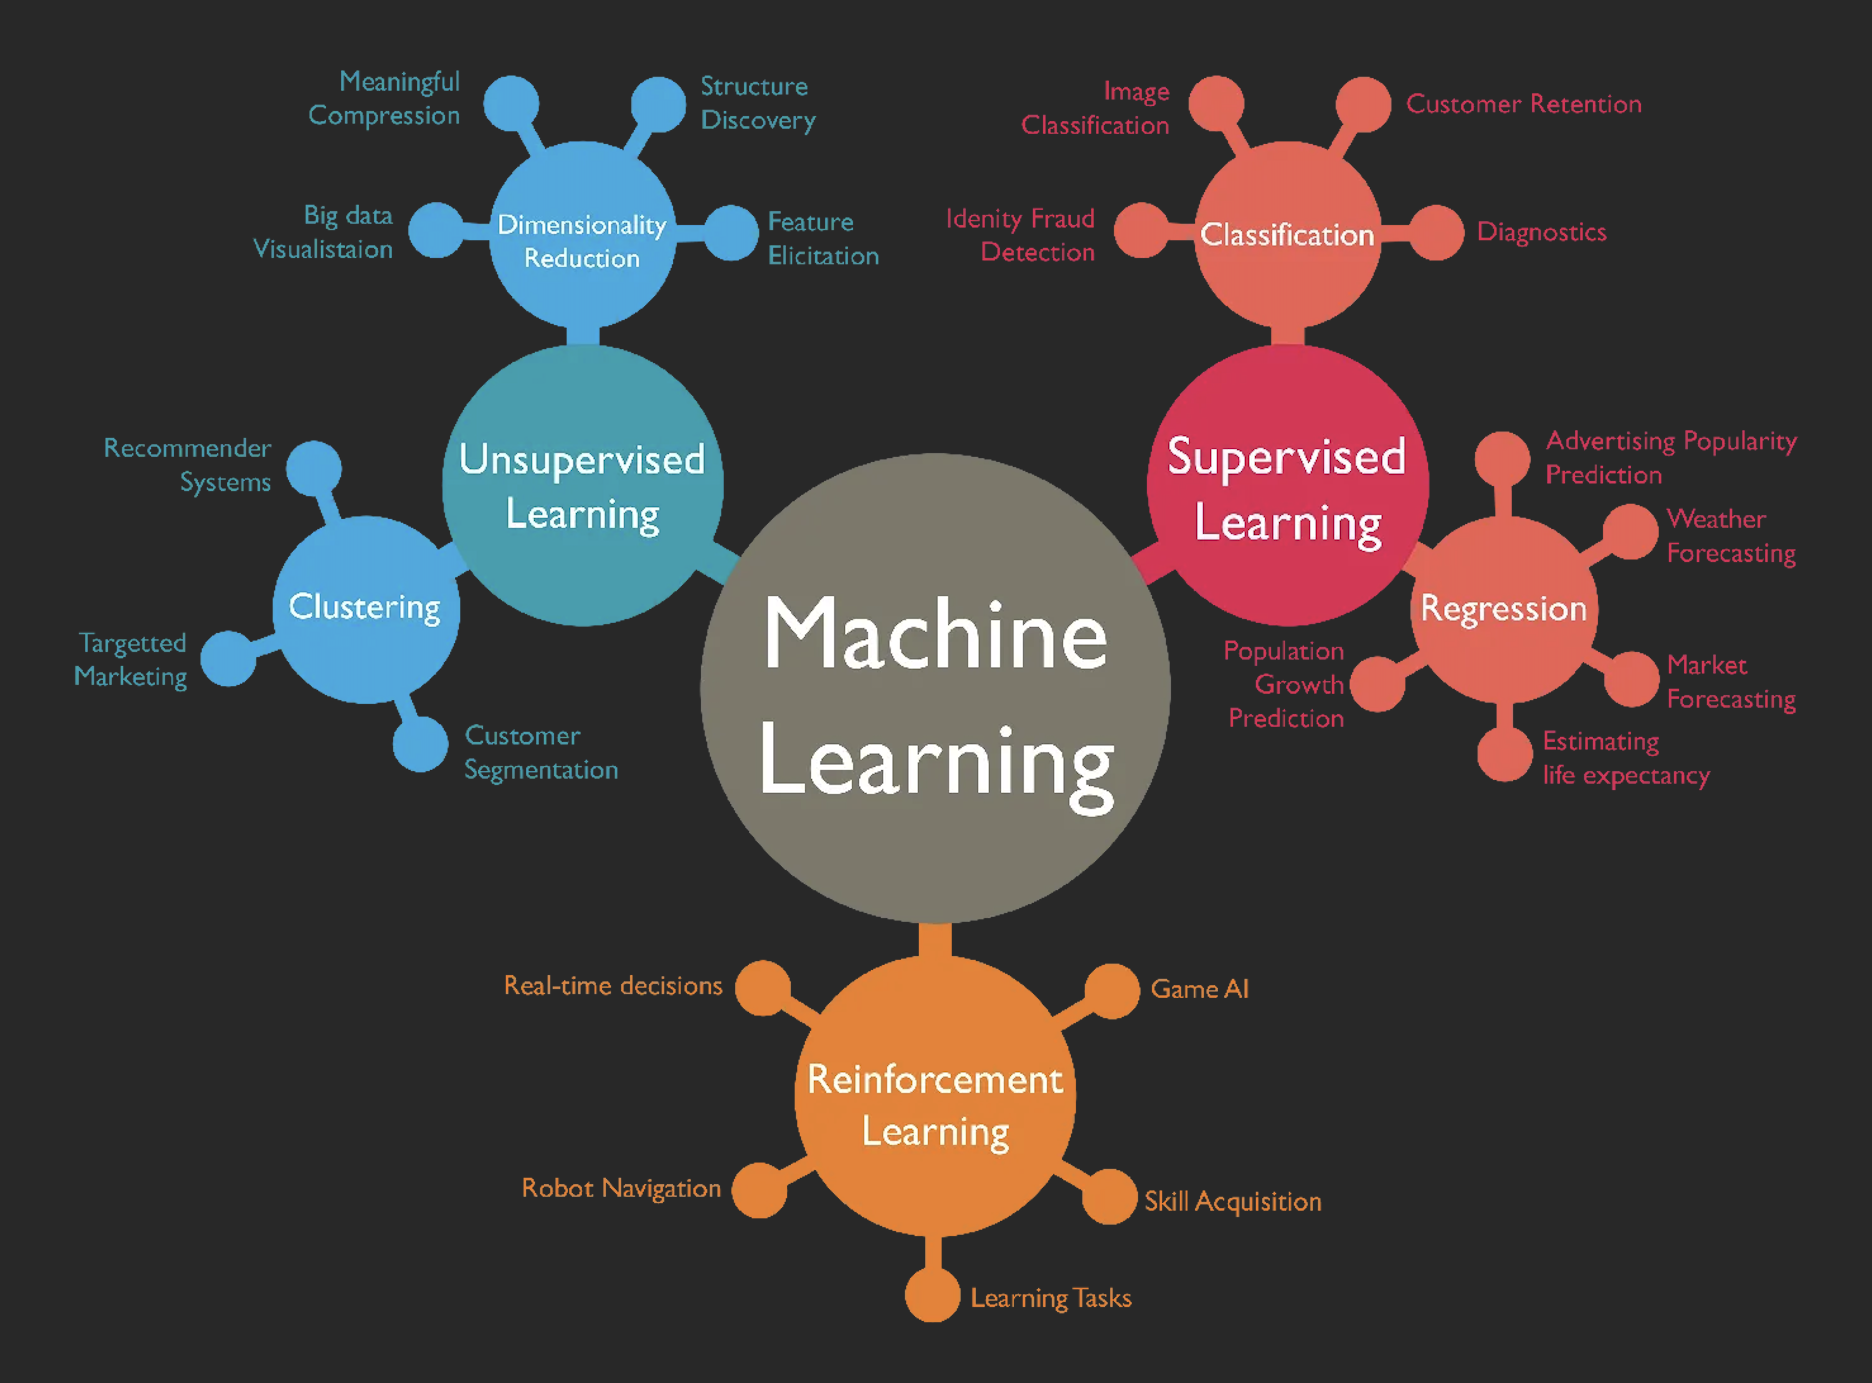 Meaningful
Compression
Structure
Discovery
Big data
Visualistaion
Dimensionality
Reduction
Feature
Elicitation
Image
Classification
Customer Retention
Idenity Fraud
Detection
Classification
Diagnostics
Unsupervised
Learning
Recommender
Systems
Clustering
Targetted
Marketing
Customer
Segmentation
Supervised
Learning
Advertising Popularity
Prediction
Weather
Forecasting
Regression
Population
Growth
Prediction
Market
Forecasting
Estimating
life expectancy
Machine
Learning
Real-time decisions
Game AI
Reinforcement
Learning
Robot Navigation
Skill Acquisition
Learning Tasks